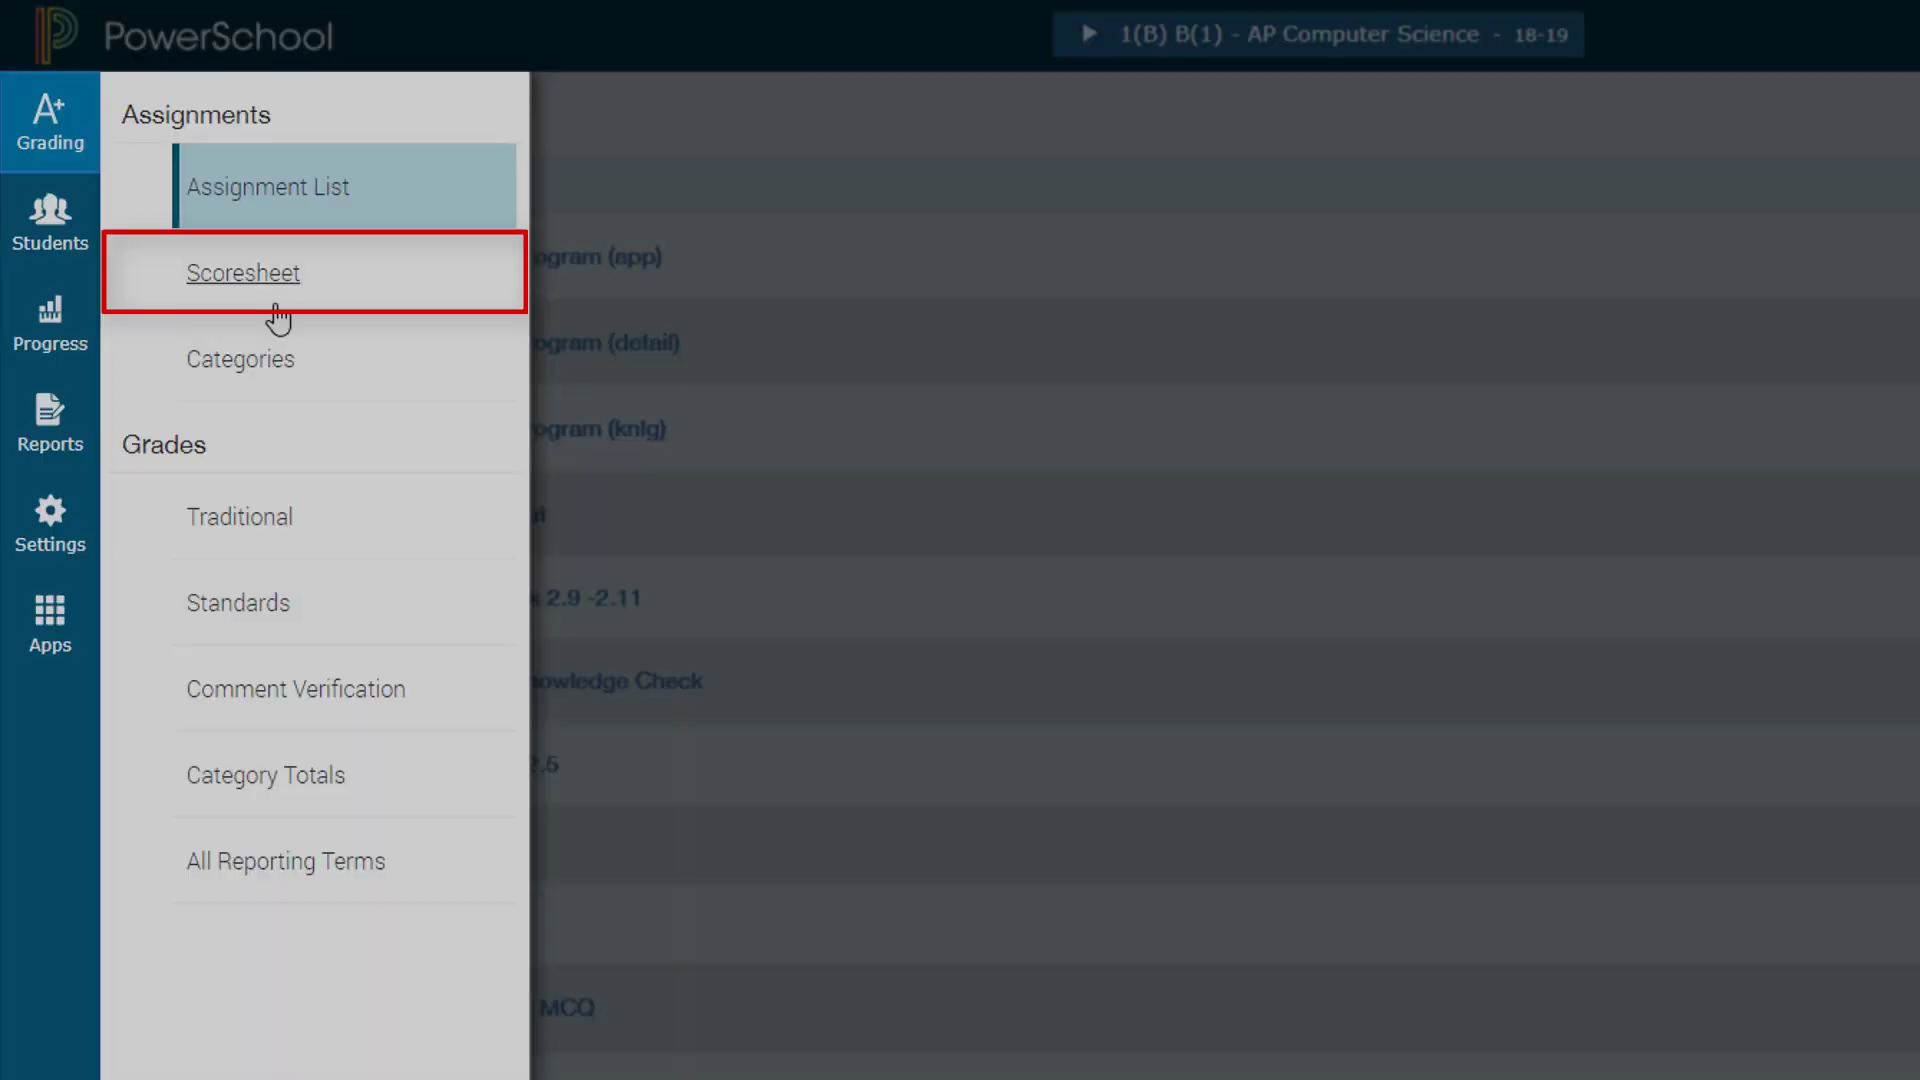 PowerSchool
1(B) B(1) - AP Computer Science - 18-19
Grading
Students
Progress
Reports
Settings
Apps
Assignments
Assignment List
Scoresheet
Categories
Grades
Traditional
Standards
Comment Verification
Category Totals
All Reporting Terms
ogram (app)
ogram (detail)
ogram (knlg)
2.9 -2.11
nowledge Check
2.5
MCQ